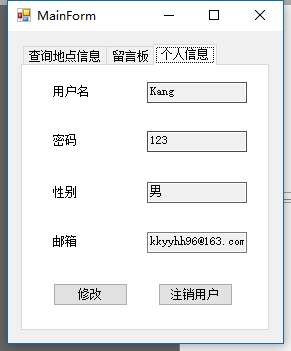 MainForm
查询地点信息 留言板 个人信息
用户名 Kang
密码 123
性别 男
邮箱 kkyyhh96@163.com
修改 注销用户